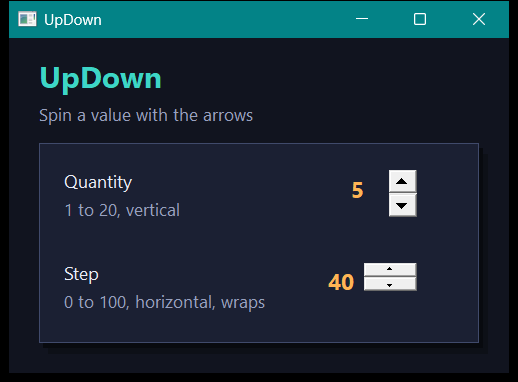 UpDown
UpDown
Spin a value with the arrows
Quantity
5
1 to 20, vertical
Step
40
0 to 100, horizontal, wraps